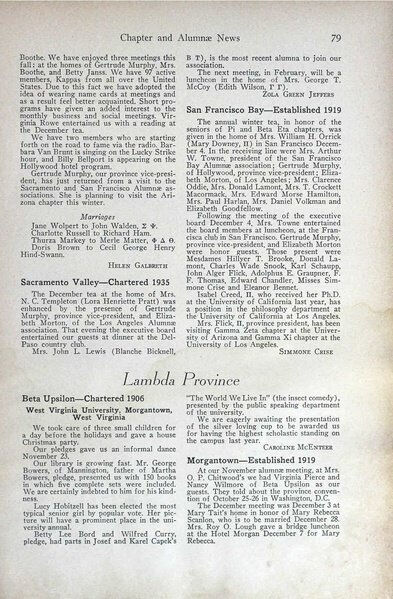 Chapter and Alumnæ News 79
Boothe. We have enjoyed three meetings this
fall: at the homes of Gertrude Murphy, Mrs.
Boothe, and Betty Janss. We have 97 active
members, Kappas from all over the United
States. Due to this fact we have adopted the
idea of wearing name cards at meetings and
as a result feel better acquainted. Short pro-
grams have given an added interest to the
monthly business and social meetings. Vir-
ginia Rowe entertained us with a reading at
the December tea.
We have two members who are starting
forth on the road to fame via the radio. Bar-
bara Van Brunt is singing on the Lucky Strike
hour, and Billy Bellport is appearing on the
Hollywood hotel program.
Gertrude Murphy, our province vice-presi-
dent, has just returned from a visit to the
Sacramento and San Francisco Alumnæ as-
sociations. She is planning to visit the Ari-
zona chapter this winter.
Marriages
Jane Wolpert to John Walden, Σ Ψ.
Charlotte Russell to Richard Ham.
Thurza Markey to Merle Matter, Φ Δ Θ.
Doris Brown to Cecil George Henry
Hind-Swann.
HELEN GALBRETH
Sacramento Valley—Chartered 1935
The December tea at the home of Mrs.
N. C. Templeton (Lora Henriette Pratt) was
enhanced by the presence of Gertrude
Murphy, province vice-president, and Eliza-
beth Morton, of the Los Angeles Alumnæ
association. That evening the executive board
entertained our guests at dinner at the Del-
Paso country club.
Mrs. John L. Lewis (Blanche Bicknell,
B T), is the most recent alumna to join our
association.
The next meeting, in February, will be a
luncheon in the home of Mrs. George T.
McCoy (Edith Wilson, Γ Γ).
ZOLA GREEN JEFFERS
San Francisco Bay—Established 1919
The annual winter tea, in honor of the
seniors of Pi and Beta Eta chapters, was
given in the home of Mrs. William H. Orrick
(Mary Downey, Π) in San Francisco Decem-
ber 4. In the receiving line were Mrs. Arthur
W. Towne, president of the San Francisco
Bay Alumnæ association; Gertrude Murphy,
of Hollywood, province vice-president; Eliza-
beth Morton, of Los Angeles; Mrs. Clarence
Oddie, Mrs. Donald Lamont, Mrs. T. Crockett
Macormack, Mrs. Edward Morse Hamilton,
Mrs. Paul Harlan, Mrs. Daniel Volkman and
Elizabeth Goodfellow.
Following the meeting of the executive
board December 4, Mrs. Towne entertained
the board members at luncheon, at the Fran-
cisca club in San Francisco. Gertrude Murphy,
province vice-president, and Elizabeth Morton
were honor guests. Those present were
Mesdames Hillyer T. Brooke, Donald La-
mont, Charles Wade Snook, Karl Schaupp,
John Alger Flick, Adolphus E. Graupner, F.
F. Thomas, Edward Chandler, Misses Sim-
mone Crise and Eleanor Bennet.
Isabel Creed, Π, who received her Ph.D.
at the University of California last year, has
a position in the philosophy department at
the University of California at Los Angeles.
Mrs. Flick, Π, province president, has been
visiting Gamma Zeta chapter at the Univer-
sity of Arizona and Gamma Xi chapter at the
University of Los Angeles.
SIMMONE CRISE
Lambda Province
Beta Upsilon—Chartered 1906
West Virginia University, Morgantown,
West Virginia
We took care of three small children for
a day before the holidays and gave a house
Christmas party.
Our pledges gave us an informal dance
November 23.
Our library is growing fast. Mr. George
Bowers, of Mannington, father of Martha
Bowers, pledge, presented us with 150 books
in which five complete sets were included.
We are certainly indebted to him for his kind-
ness.
Lucy Hobitzell has been elected the most
typical senior girl by popular vote. Her pic-
ture will have a prominent place in the uni-
versity annual.
Betty Lee Bord and Wilfred Curry,
pledge, had parts in Josef and Karel Capek's
"The World We Live In" (the insect comedy),
presented by the public speaking department
of the university.
We are eagerly awaiting the presentation
of the silver loving cup to be awarded us
for having the highest scholastic standing on
the campus last year.
CAROLINE MCENTEER
Morgantown—Established 1919
At our November alumnæ meeting, at Mrs.
O. P. Chitwood's we had Virginia Pierce and
Nancy Wilmore of Beta Upsilon as our
guests. They told about the province conven-
tion of October 25-26 in Washington, D.C.
The December meeting was December 3 at
Mary Tait's home in honor of Mary Rebecca
Scanlon, who is to be married December 28.
Mrs. Roy O. Lough gave a bridge luncheon
at the Hotel Morgan December 7 for Mary
Rebecca.